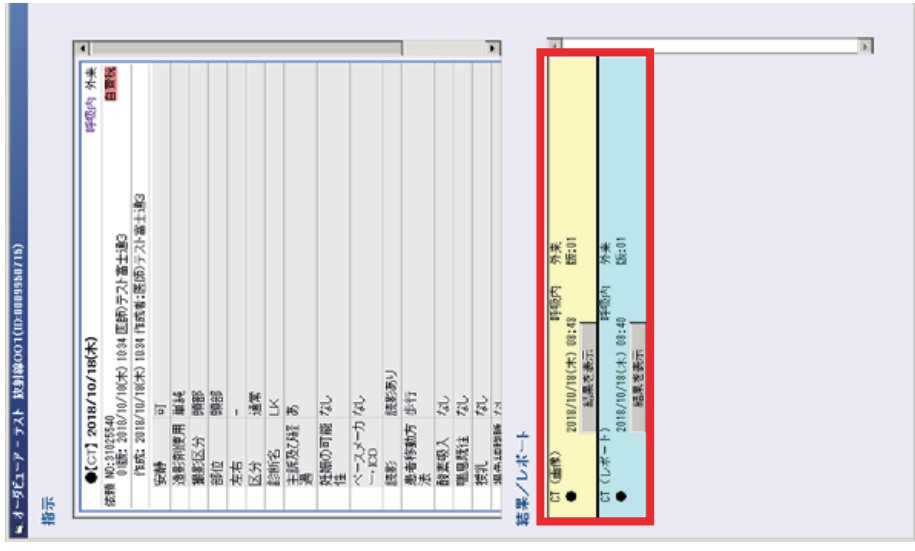 オーダビューア - テスト 放射線001(ID:0009950715)
指示
●【CT】 2018/10/18(木) 呼吸内 外来
依頼 NO:31025540 自費税
01版: 2018/10/18(木) 10:34 医師)テスト富士通3
作成: 2018/10/18(木) 10:34 作成者:医師)テスト富士通3
安静 可
造影剤使用 単純
撮影区分 頭部
部位 頭部
左右 -
区分 通常
診断名 LK
主訴及び経過 あ
妊娠の可能性 なし
ペースメーカー・ICD なし
読影 読影あり
患者移動方法 歩行
酸素吸入 なし
喘息既往 なし
授乳 なし
結果/レポート
CT (画像) 呼吸内 外来
● 2018/10/18(木) 08:43 版:01
結果を表示
CT (レポート) 呼吸内 外来
● 2018/10/18(木) 08:40 版:01
結果を表示